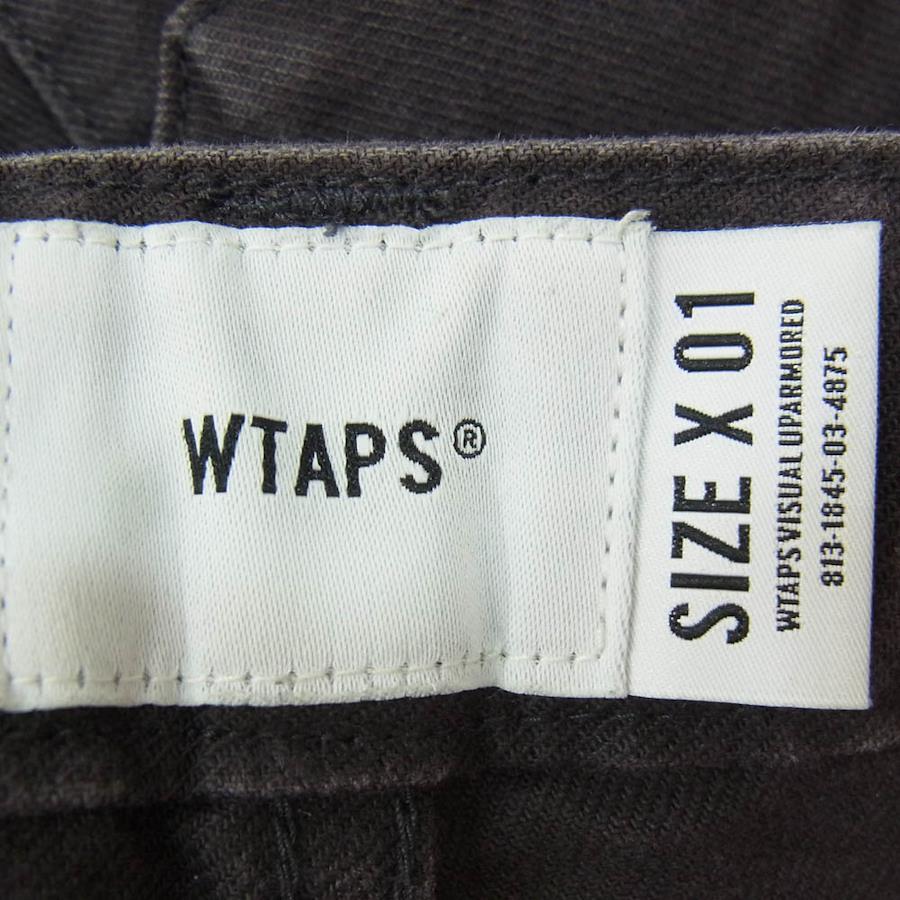 WTAPS®
SIZE X 01
WTAPS VISUAL UPARMORED
813-1845-03-4875